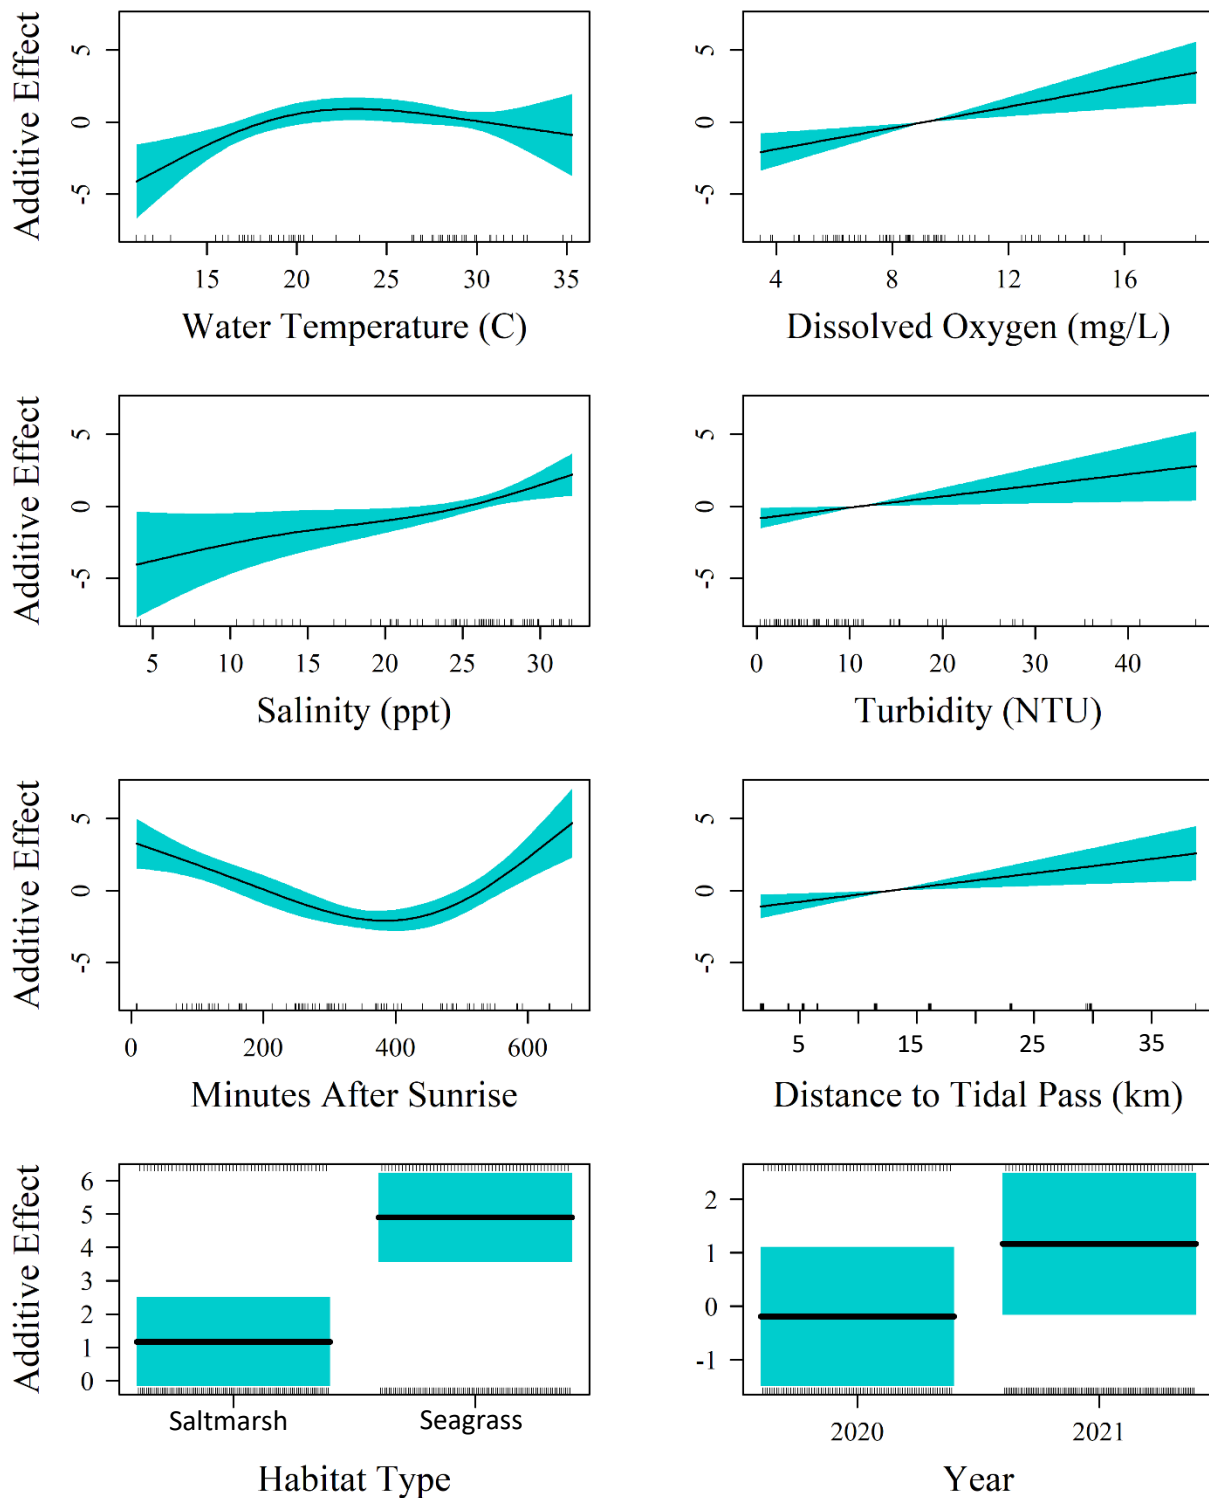 Additive Effect
5
0
-5
15 20 25 30 35
Water Temperature (C)
5
0
-5
4 8 12 16
Dissolved Oxygen (mg/L)
Additive Effect
5
0
-5
5 10 15 20 25 30
Salinity (ppt)
5
0
-5
0 10 20 30 40
Turbidity (NTU)
Additive Effect
5
0
-5
0 200 400 600
Minutes After Sunrise
5
0
-5
5 15 25 35
Distance to Tidal Pass (km)
Additive Effect
6
5
4
3
2
1
0
Saltmarsh Seagrass
Habitat Type
2
1
0
-1
2020 2021
Year